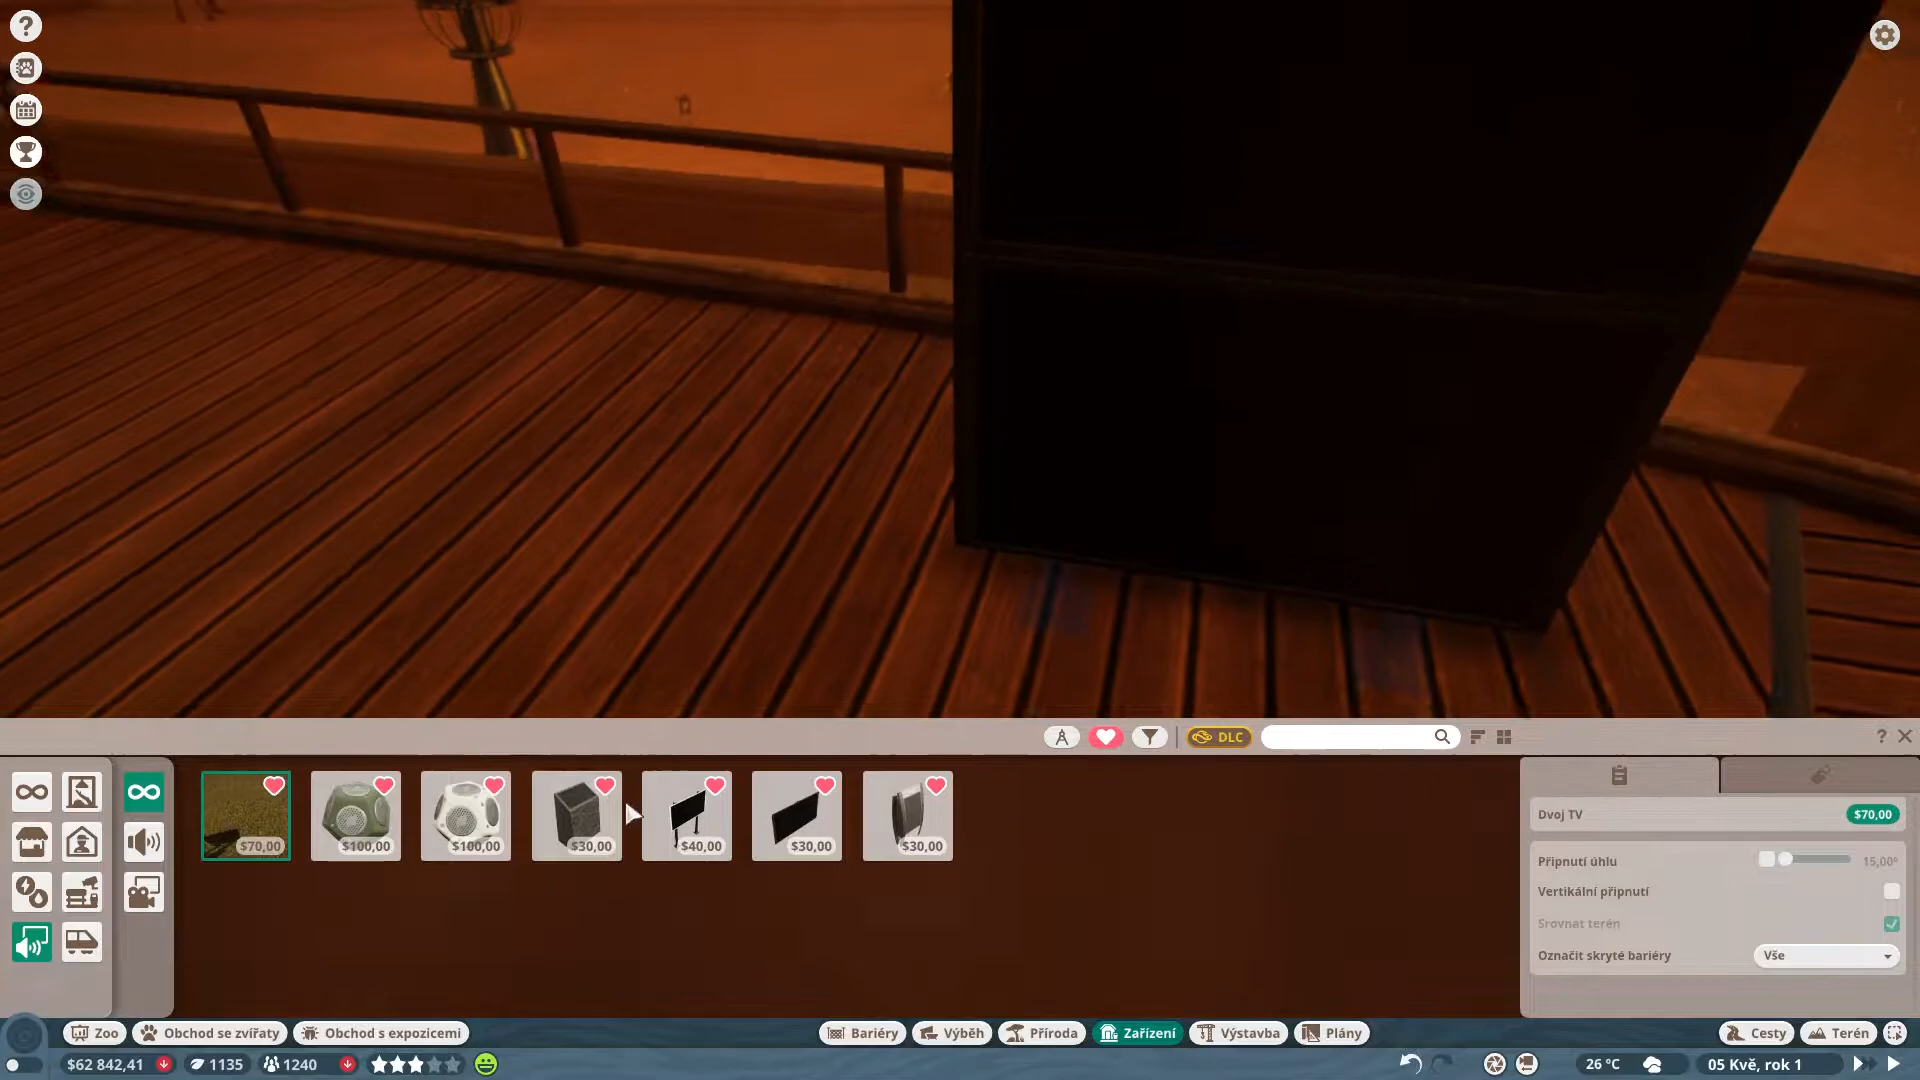 DLC
$70,00
$100,00
$100,00
$30,00
$40,00
$30,00
$30,00
Dvoj TV
$70,00
Připnutí úhlu
15,00°
Vertikální připnutí
Srovnat terén
Označit skryté bariéry
Vše
Zoo
Obchod se zvířaty
Obchod s expozicemi
Bariéry
Výběh
Příroda
Zařízení
Výstavba
Plány
Cesty
Terén
$62 842,41
1135
1240
26 °C
05 Kvě, rok 1